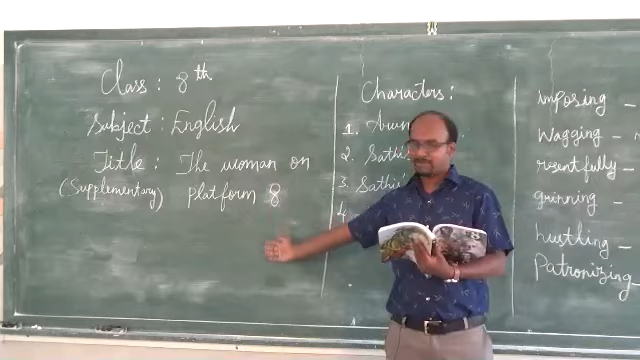 Class: 8th
Subject: English
Title: The woman on
(Supplementary) platform 8
Characters:
1. Arun
2. Sathi
3. Sathi
4
imposing -
Wagging -
resentfully -
grinning -
hustling -
Patronizing -